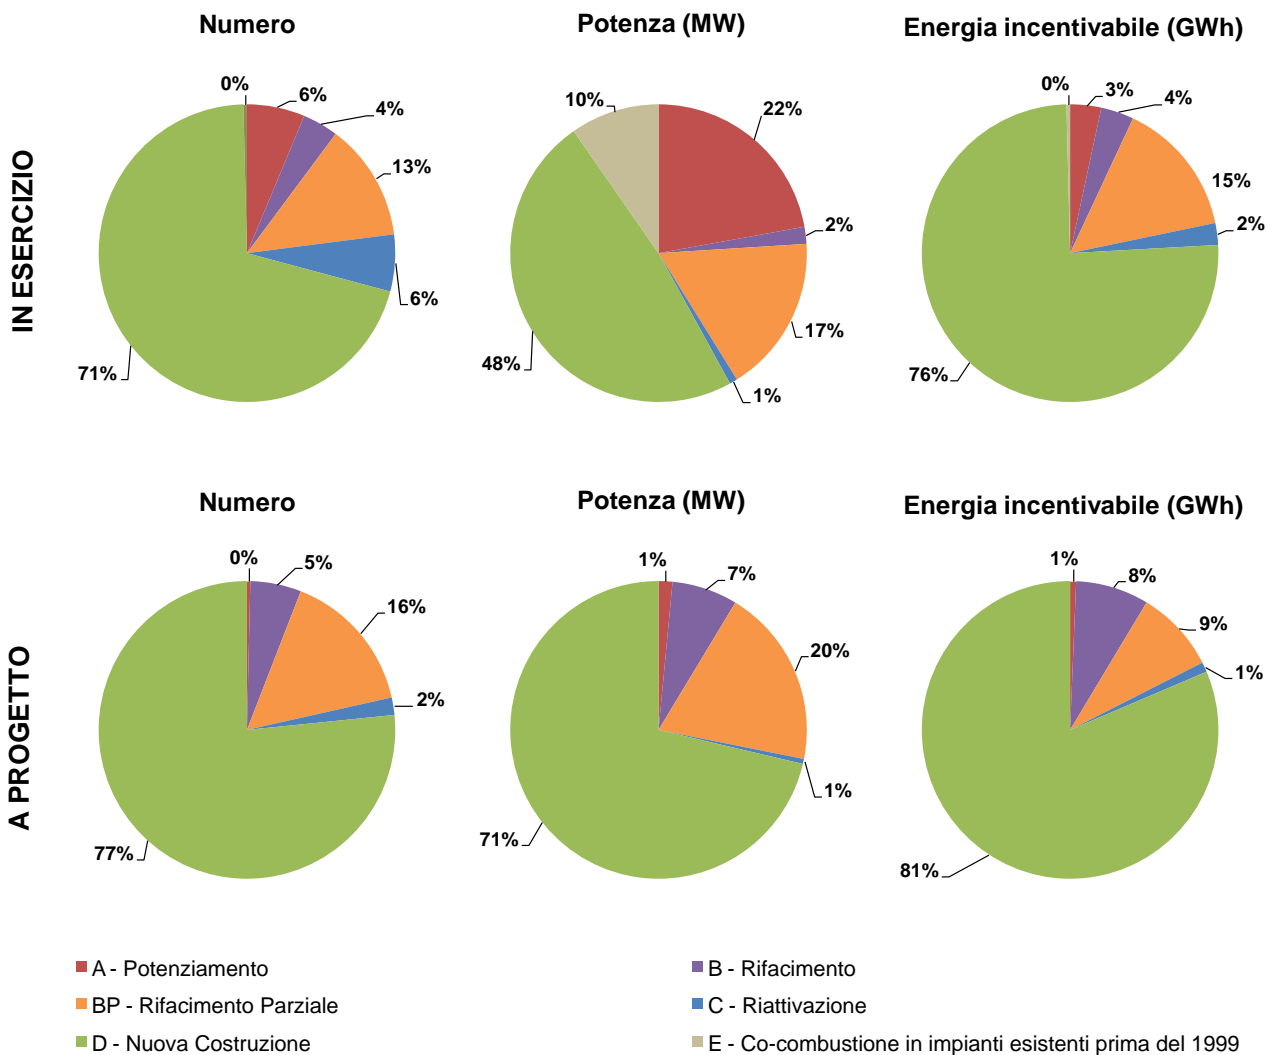 Numero
Potenza (MW)
Energia incentivabile (GWh)
IN ESERCIZIO
0%
6%
4%
13%
6%
71%
10%
22%
2%
17%
1%
48%
0%
3%
4%
15%
2%
76%
Numero
Potenza (MW)
Energia incentivabile (GWh)
A PROGETTO
0%
5%
16%
2%
77%
1%
7%
20%
1%
71%
1%
8%
9%
1%
81%
A - Potenziamento
B - Rifacimento
BP - Rifacimento Parziale
C - Riattivazione
D - Nuova Costruzione
E - Co-combustione in impianti esistenti prima del 1999